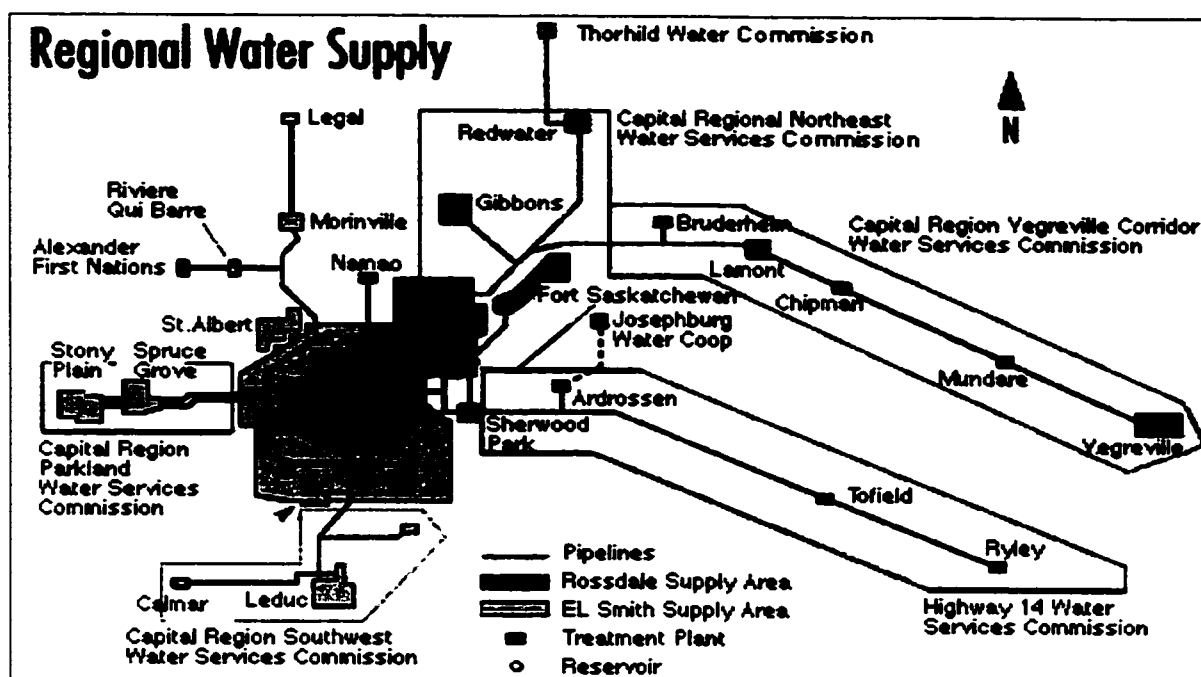 Regional Water Supply
Thorhild Water Commission
N
Legal
Redwater
Capital Regional Northeast
Water Services Commission
Riviere
Qui Barre
Morinville
Gibbons
Bruderheim
Capital Region Yegreville Corridor
Water Services Commission
Alexander
First Nations
Namao
Lamont
Chipman
Fort Saskatchewan
St.Albert
Josephburg
Water Coop
Stony
Plain
Spruce
Grove
Mundare
Ardrossen
Sherwood
Park
Yegreville
Capital Region
Parkland
Water Services
Commission
Tofield
Ryley
Pipelines
Rossdale Supply Area
EL Smith Supply Area
Treatment Plant
Reservoir
Calmar
Leduc
Highway 14 Water
Services Commission
Capital Region Southwest
Water Services Commission